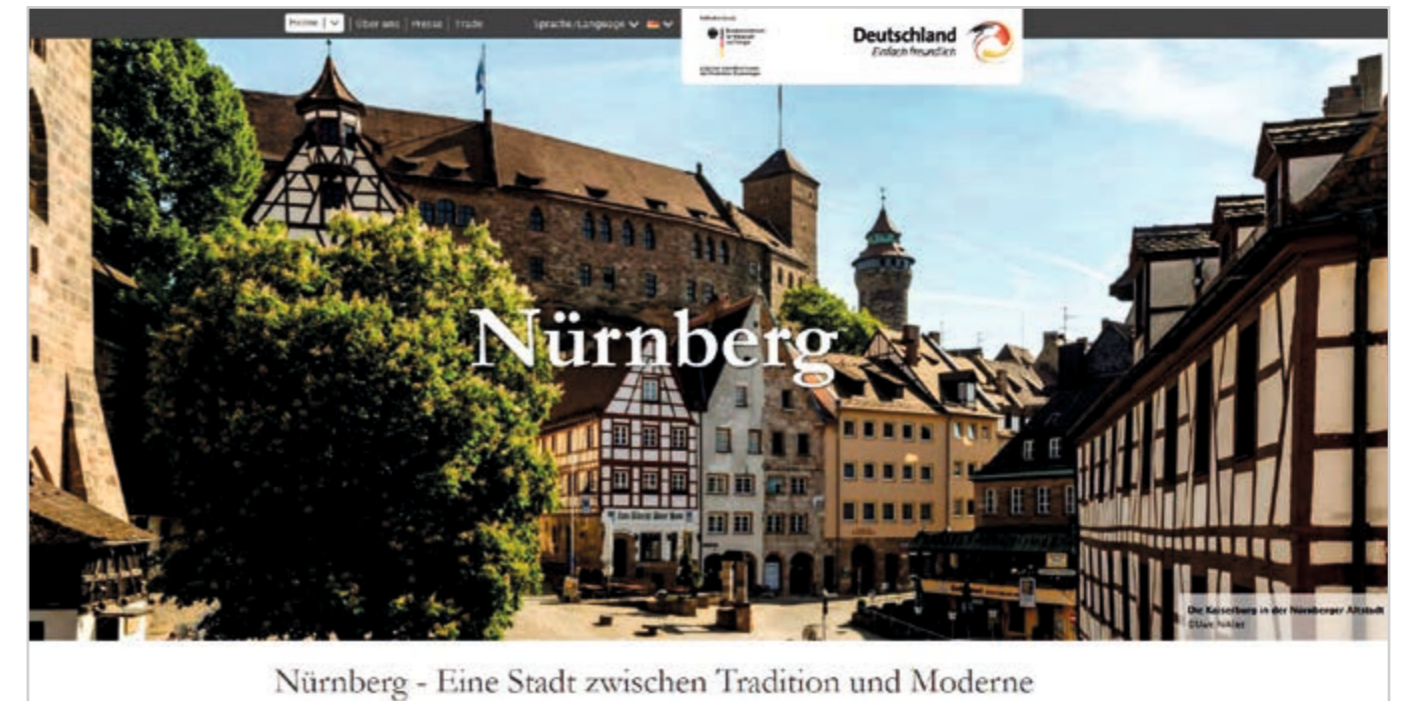 Home
Über uns | Presse | Trade
Sprache/Language
Deutschland
Einfach freundlich
Nürnberg
Die Kaiserburg in der Nürnberger Altstadt
Nürnberg - Eine Stadt zwischen Tradition und Moderne